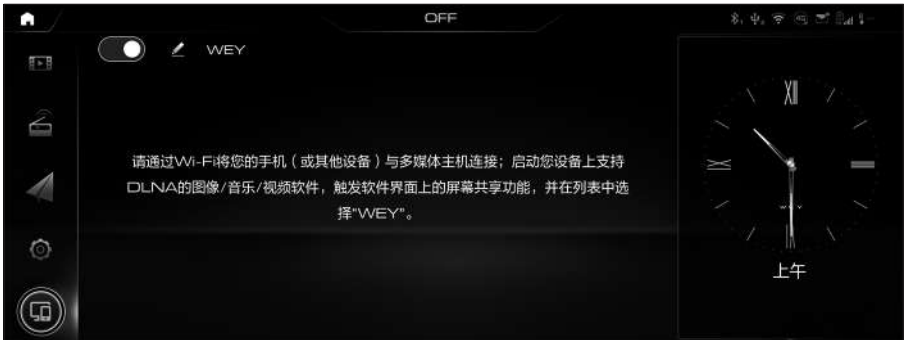 OFF
WEY
请通过Wi-Fi将您的手机（或其他设备）与多媒体主机连接；启动您设备上支持
DLNA的图像/音乐/视频软件，触发软件界面上的屏幕共享功能，并在列表中选
择"WEY"。
XII
上午